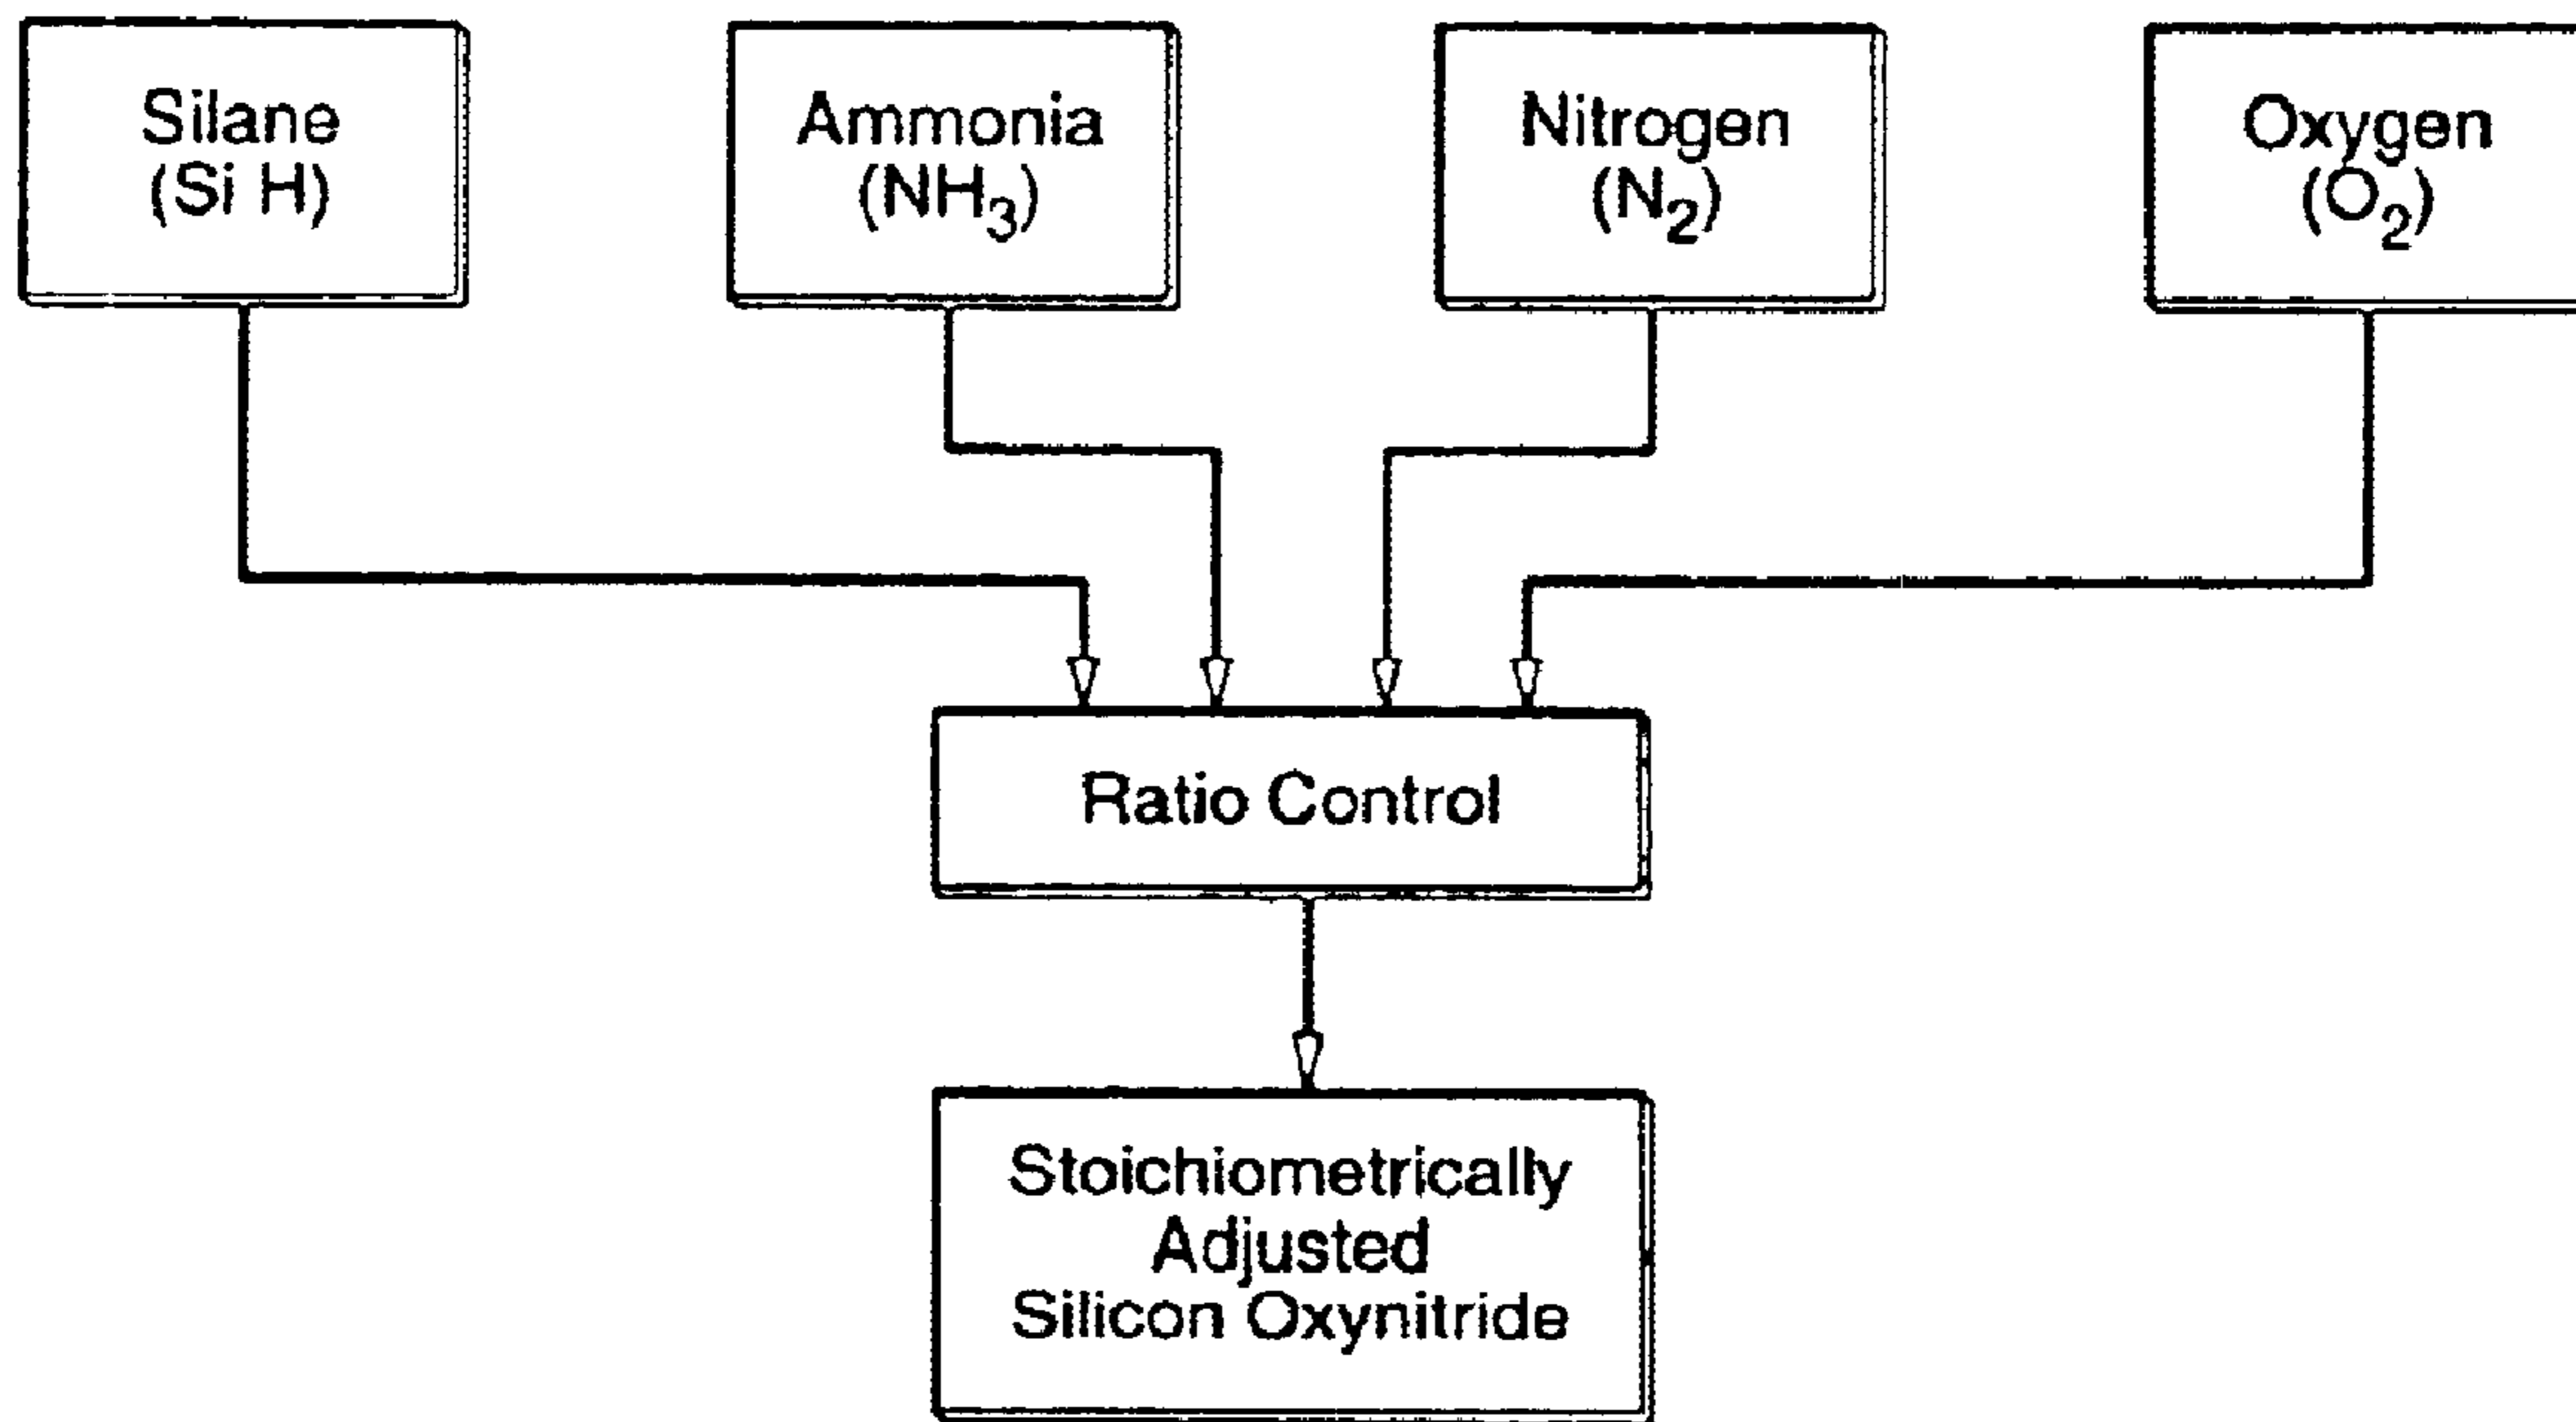 Silane
(Si H)
Ammonia
(NH₃)
Nitrogen
(N₂)
Oxygen
(O₂)
Ratio Control
Stoichiometrically
Adjusted
Silicon Oxynitride